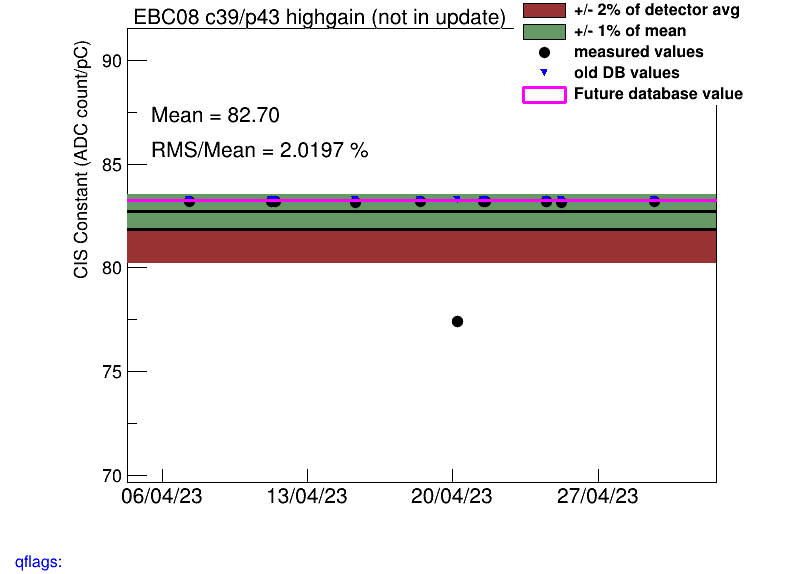 EBC08 c39/p43 highgain (not in update)
+/- 2% of detector avg
+/- 1% of mean
measured values
old DB values
Future database value
CIS Constant (ADC count/pC)
Mean = 82.70
RMS/Mean = 2.0197 %
90
85
80
75
70
06/04/23
13/04/23
20/04/23
27/04/23
qflags: